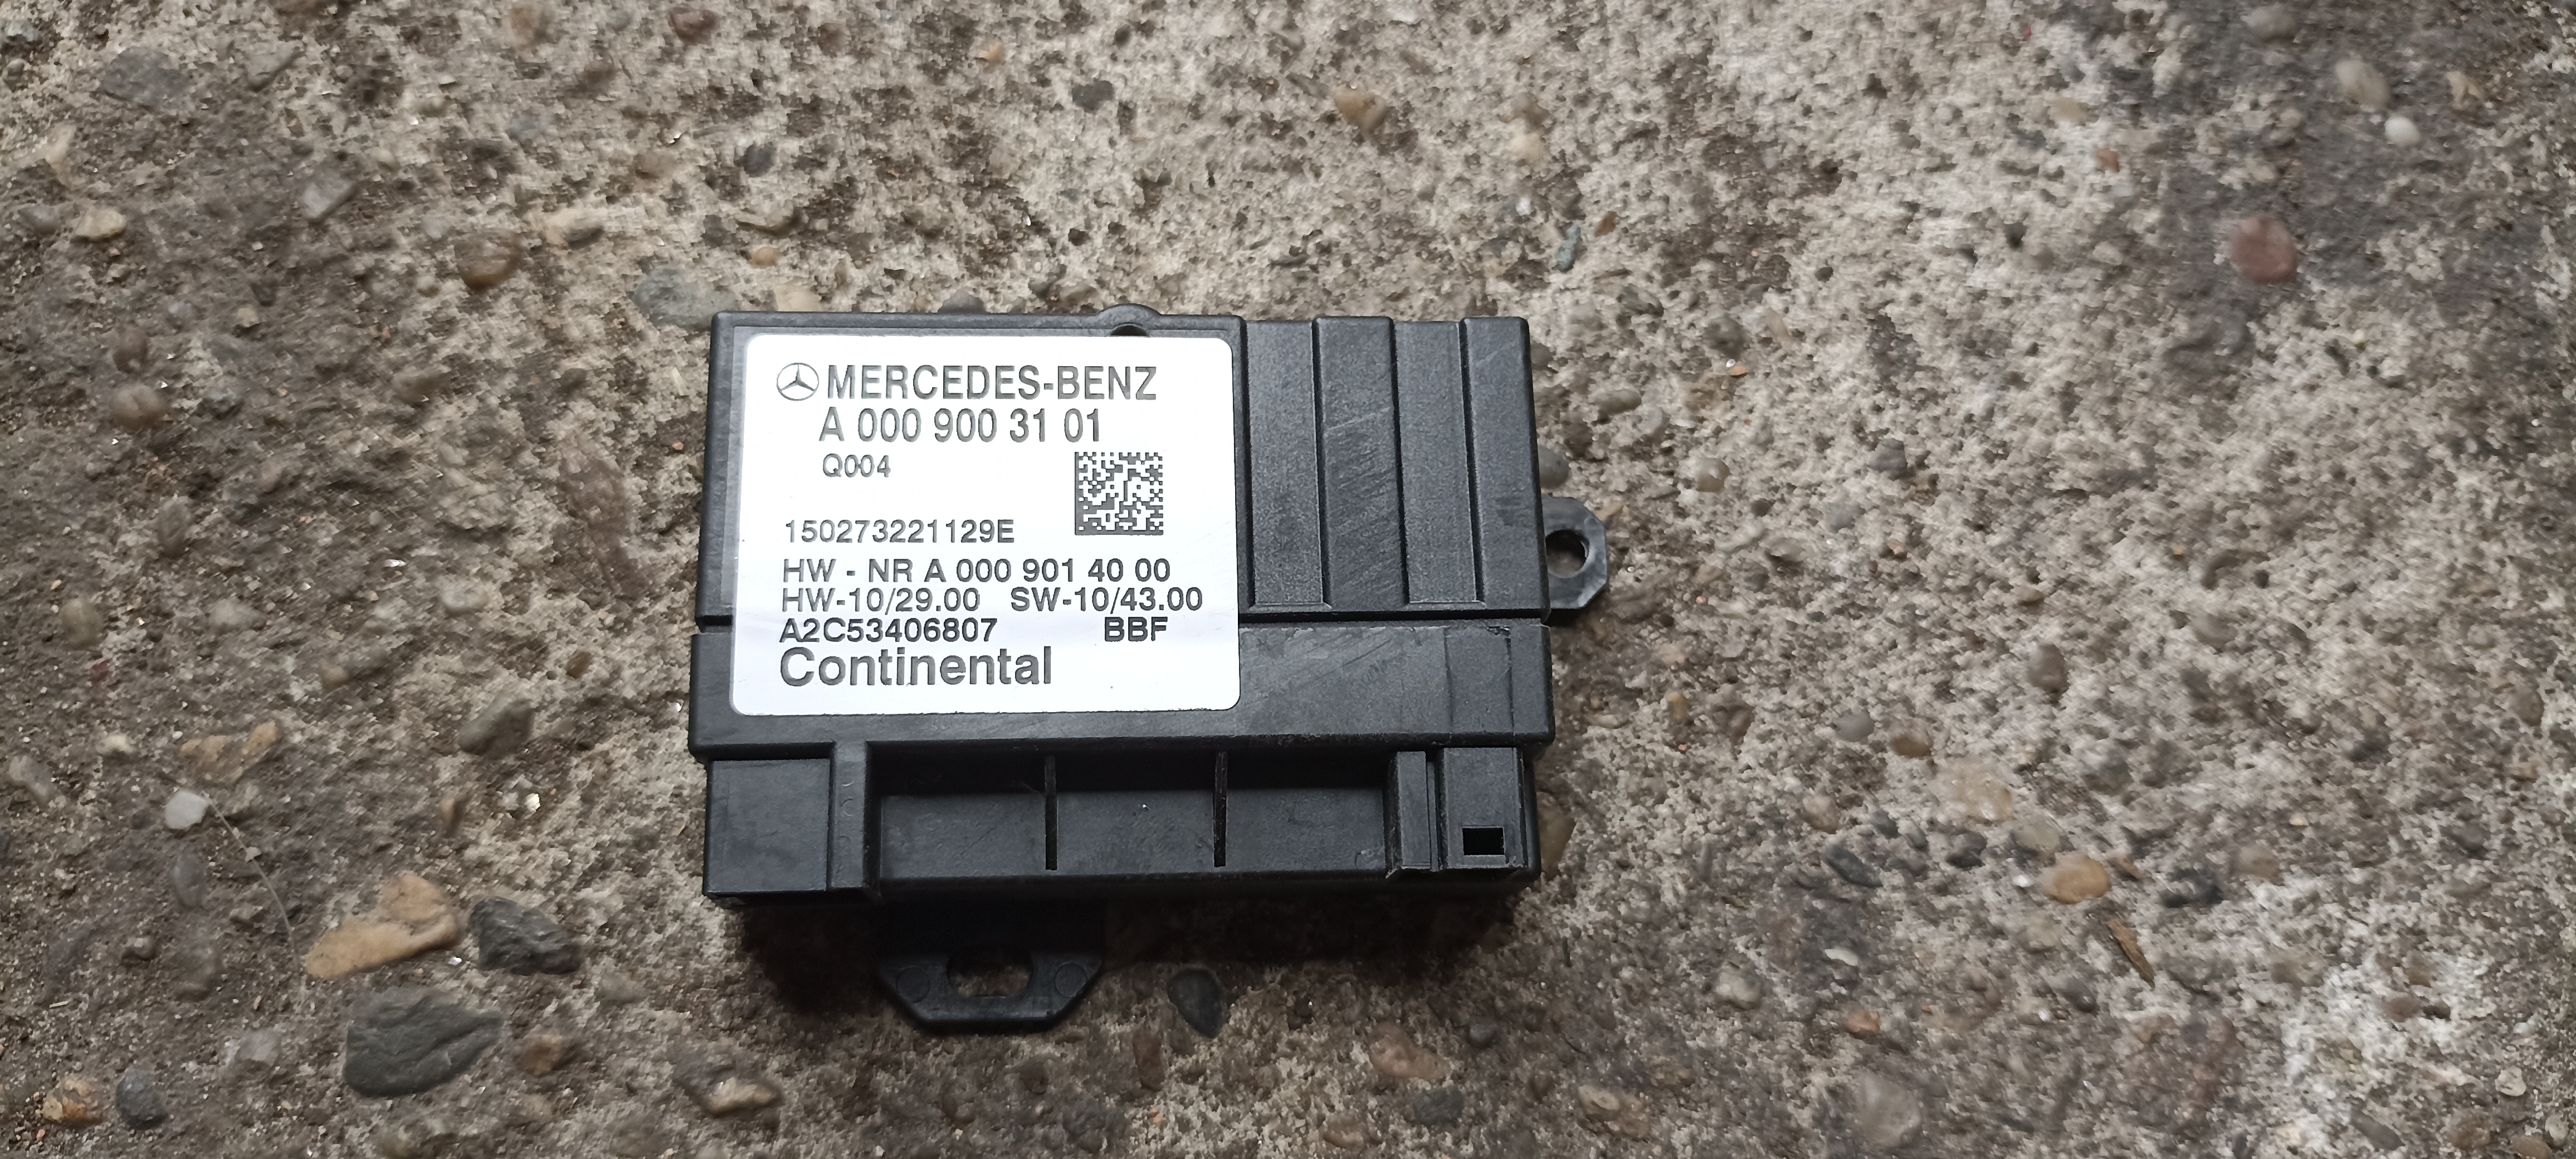 MERCEDES-BENZ
A 000 900 31 01
Q004
150273221129E
HW - NR A 000 901 40 00
HW-10/29.00 SW-10/43.00
A2C53406807 BBF
Continental